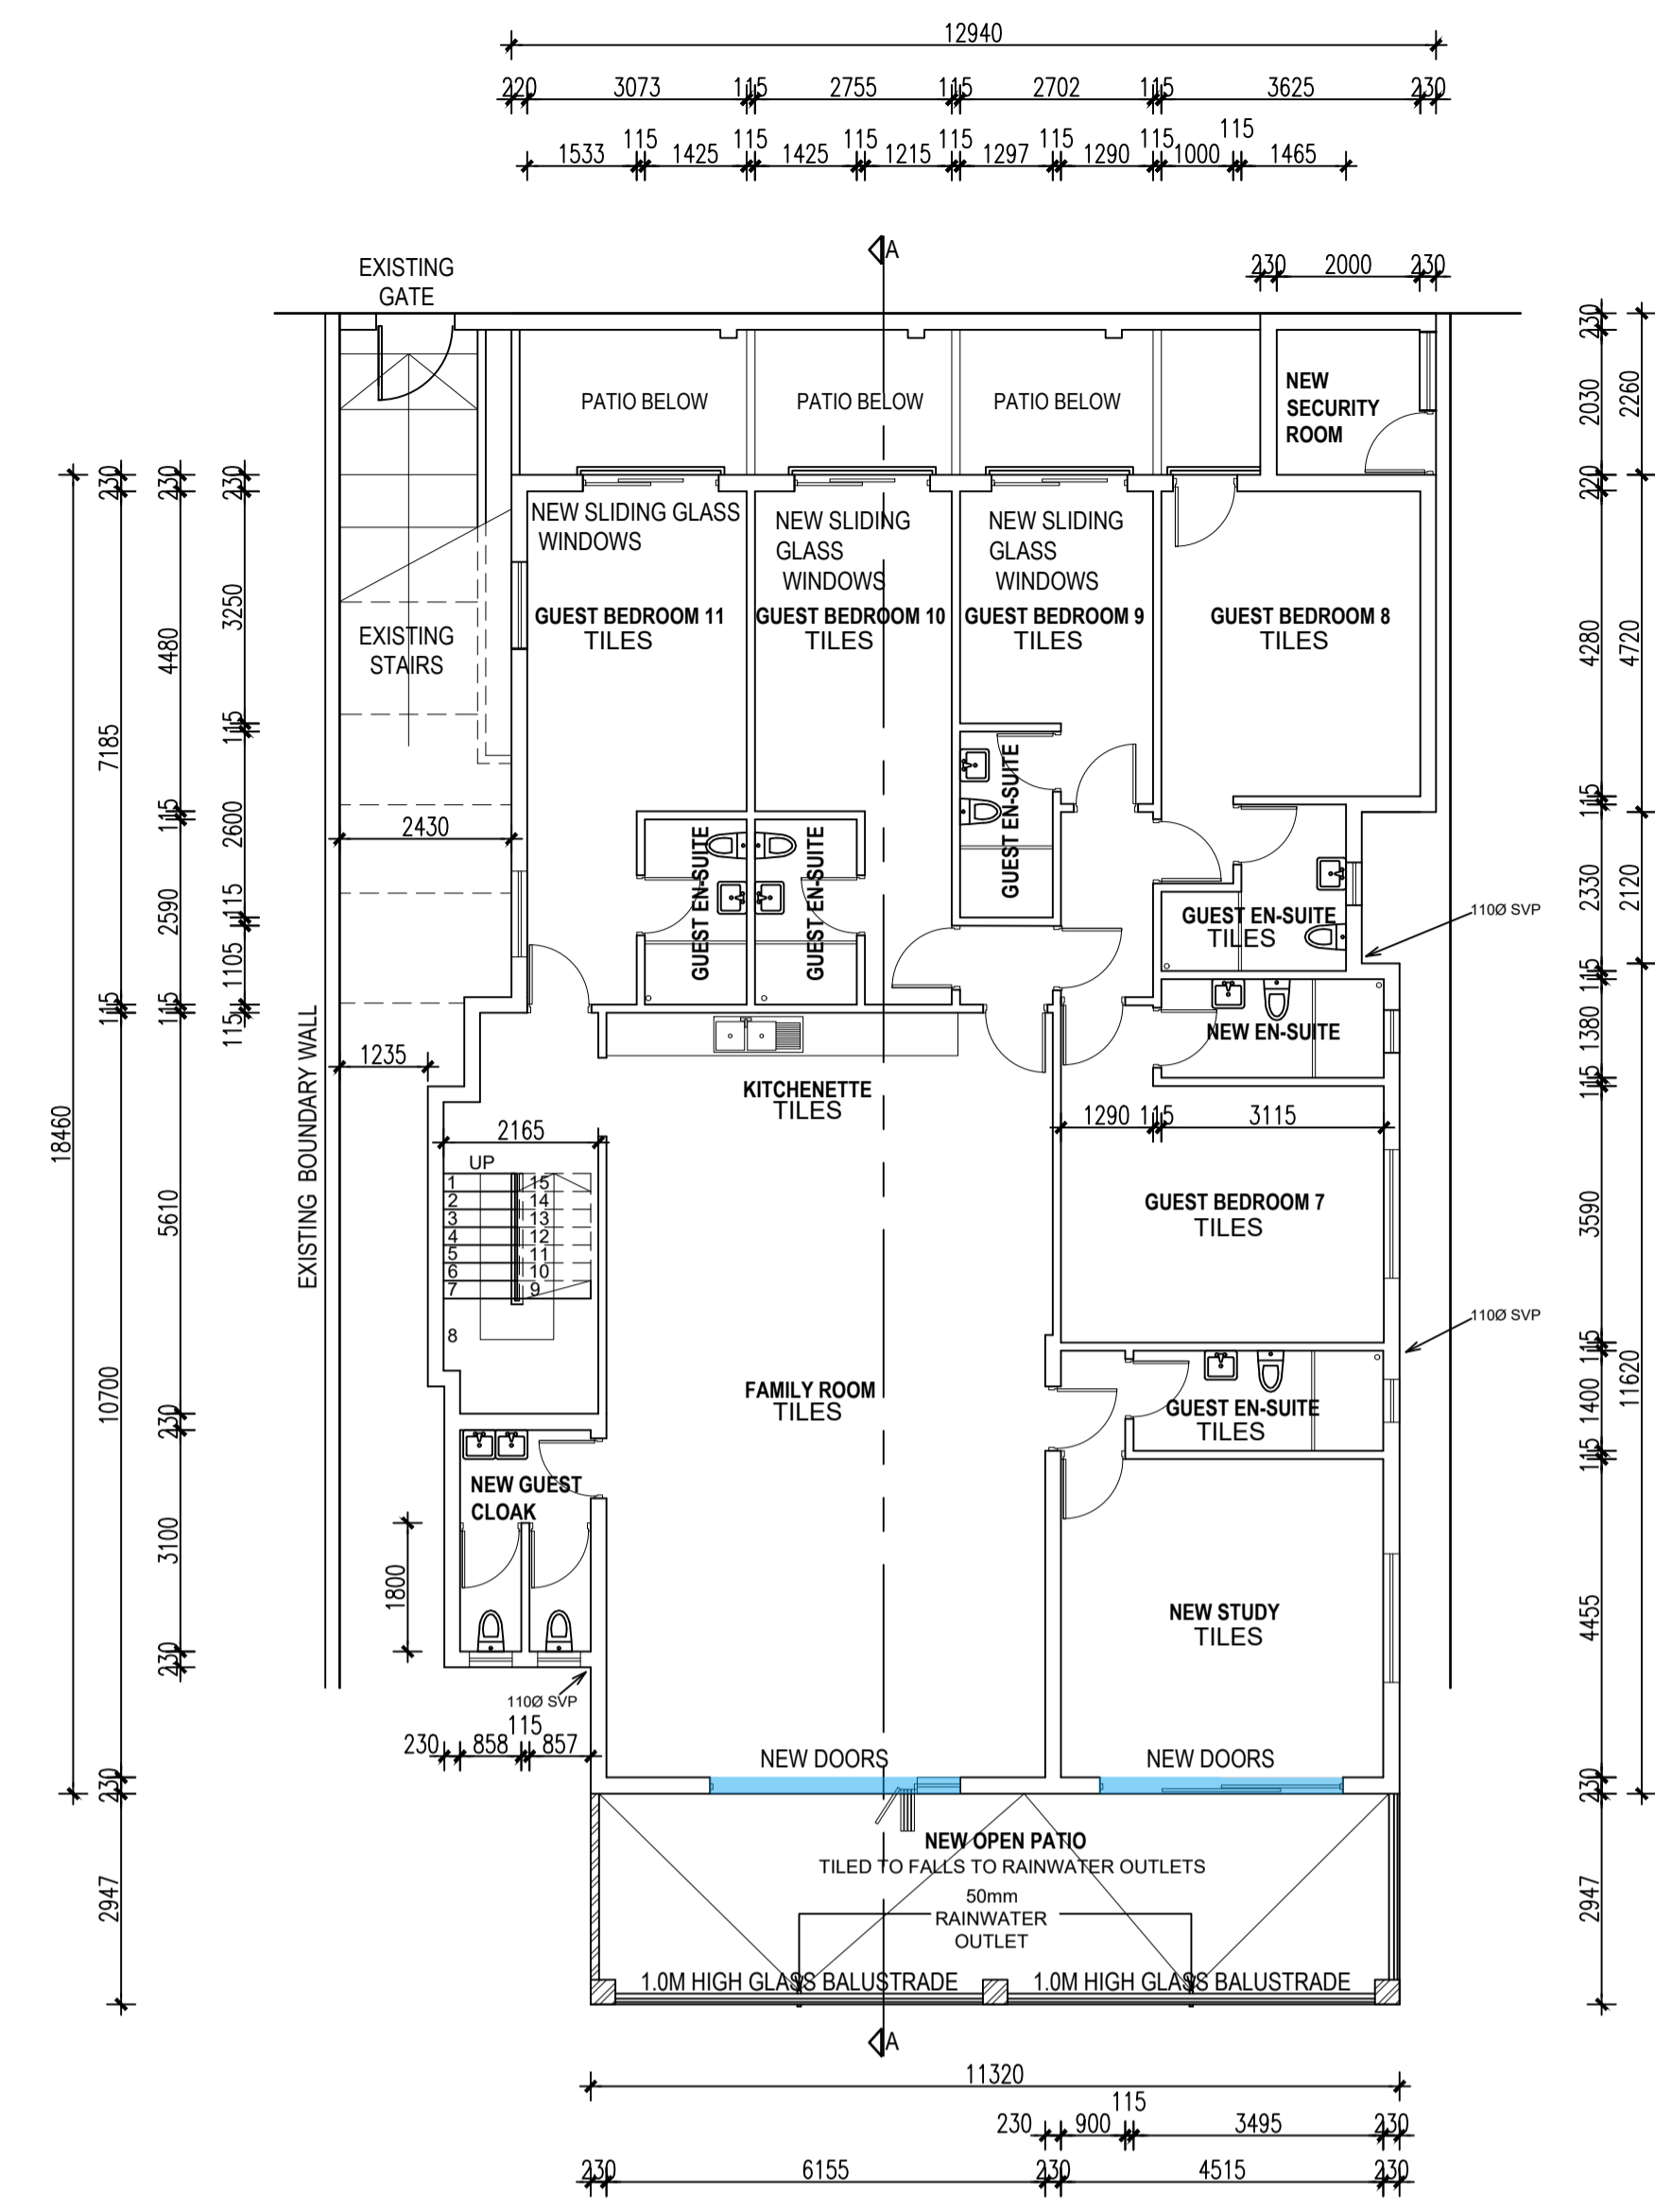 12940
220 3073 115 2755 115 2702 115 3625 230
115 115 115 115 115 115 115
1533 1425 1425 1215 1297 1290 1000 1465
A
EXISTING
GATE
230 2000 230
PATIO BELOW
PATIO BELOW
PATIO BELOW
NEW
SECURITY
ROOM
NEW SLIDING GLASS
WINDOWS
NEW SLIDING
GLASS
WINDOWS
NEW SLIDING
GLASS
WINDOWS
GUEST BEDROOM 11
TILES
GUEST BEDROOM 10
TILES
GUEST BEDROOM 9
TILES
GUEST BEDROOM 8
TILES
EXISTING
STAIRS
2430
GUEST EN-SUITE
GUEST EN-SUITE
GUEST EN-SUITE
GUEST EN-SUITE
TILES
110Ø SVP
NEW EN-SUITE
1235
EXISTING BOUNDARY WALL
KITCHENETTE
TILES
1290 115 3115
2165
UP
1 15
2 14
3 13
4 12
5 11
6 10
7 9
8
GUEST BEDROOM 7
TILES
110Ø SVP
FAMILY ROOM
TILES
GUEST EN-SUITE
TILES
NEW GUEST
CLOAK
1800
NEW STUDY
TILES
110Ø SVP
115
230 858 857
NEW DOORS
NEW DOORS
NEW OPEN PATIO
TILED TO FALLS TO RAINWATER OUTLETS
50mm
RAINWATER
OUTLET
1.0M HIGH GLASS BALUSTRADE
1.0M HIGH GLASS BALUSTRADE
A
11320
115
230 900 3495 230
230 6155 230 4515 230
18460
230
7185
115
10700
230
2947
230
4480
115
2590
115
5610
230
3100
230
230
3250
115
2600
115
1105
115
230
2030
220
4280
115
2330
115
1380
115
3590
115
1400
115
4455
230
2947
2260
4720
2120
11620